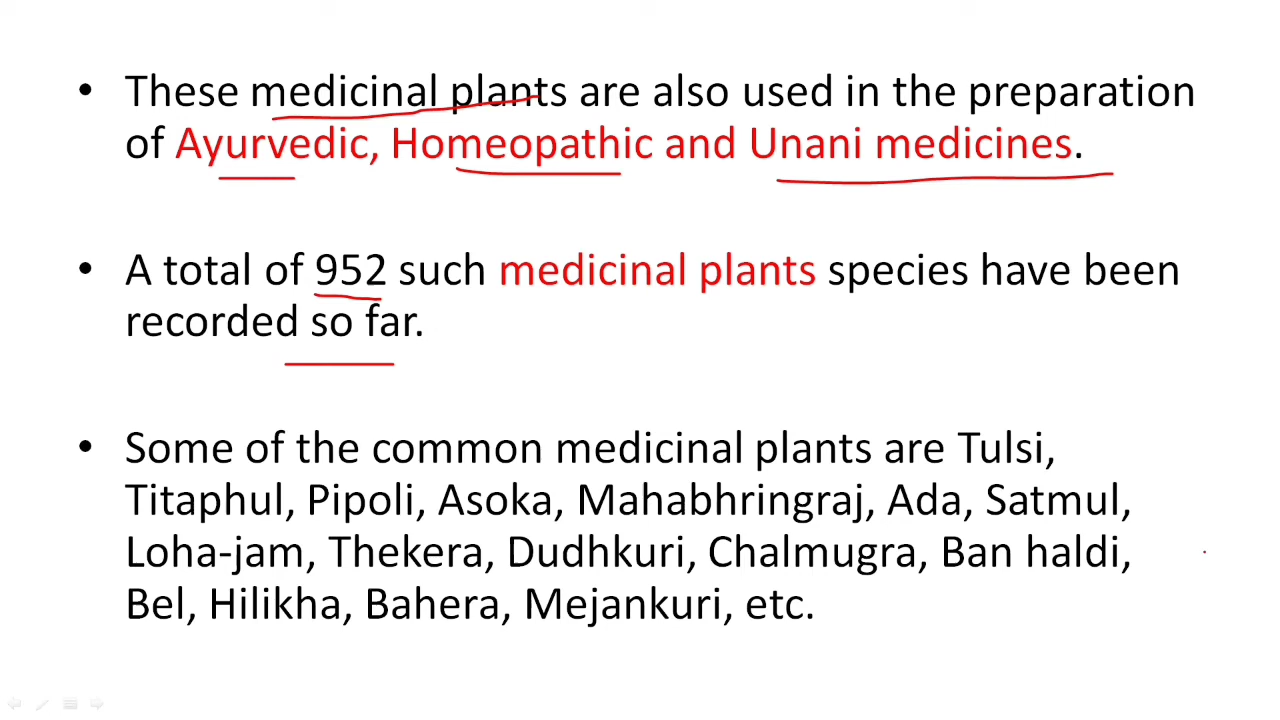 • These medicinal plants are also used in the preparation
of Ayurvedic, Homeopathic and Unani medicines.
• A total of 952 such medicinal plants species have been
recorded so far.
• Some of the common medicinal plants are Tulsi,
Titaphul, Pipoli, Asoka, Mahabhringraj, Ada, Satmul,
Loha-jam, Thekera, Dudhkuri, Chalmugra, Ban haldi,
Bel, Hilikha, Bahera, Mejankuri, etc.